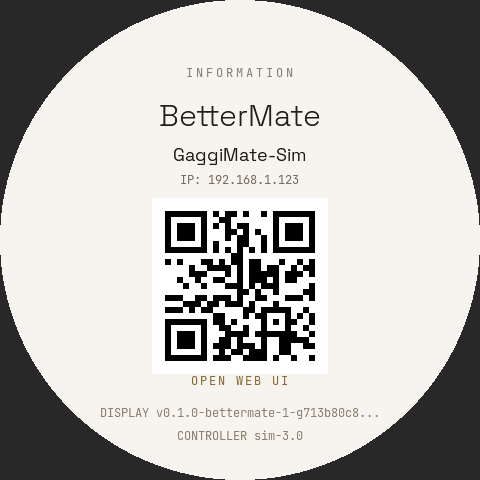 INFORMATION
BetterMate
GaggiMate-Sim
IP: 192.168.1.123
OPEN WEB UI
DISPLAY v0.1.0-bettermate-1-g713b80c8...
CONTROLLER sim-3.0